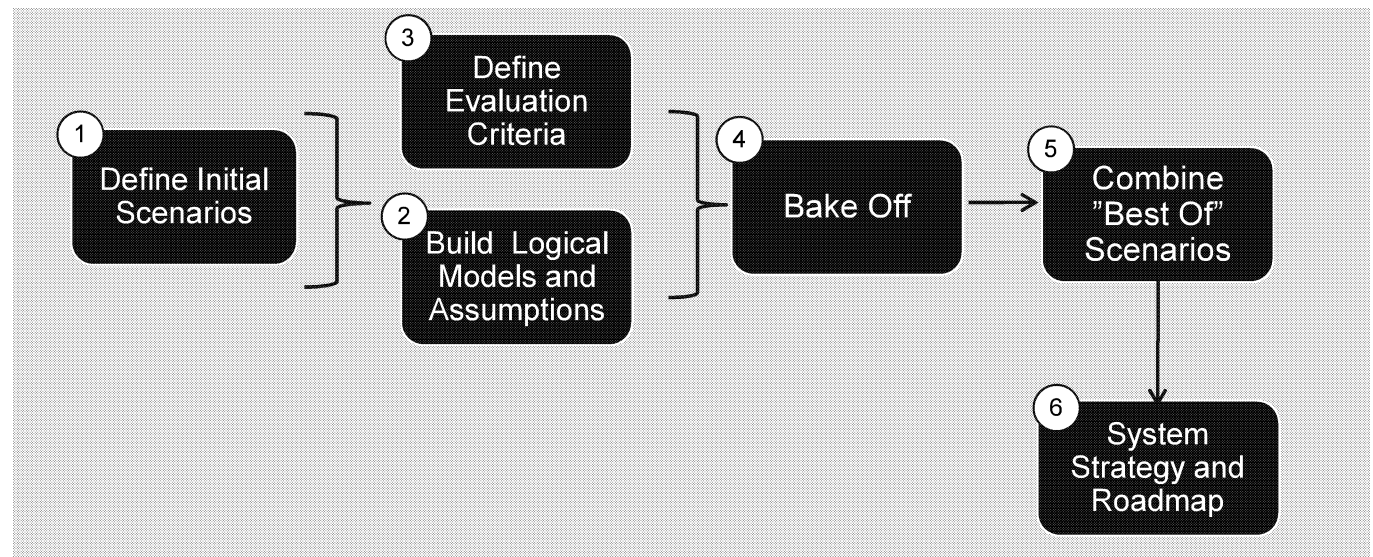 1
Define Initial
Scenarios
3
Define
Evaluation
Criteria
2
Build Logical
Models and
Assumptions
4
Bake Off
5
Combine
”Best Of”
Scenarios
6
System
Strategy and
Roadmap